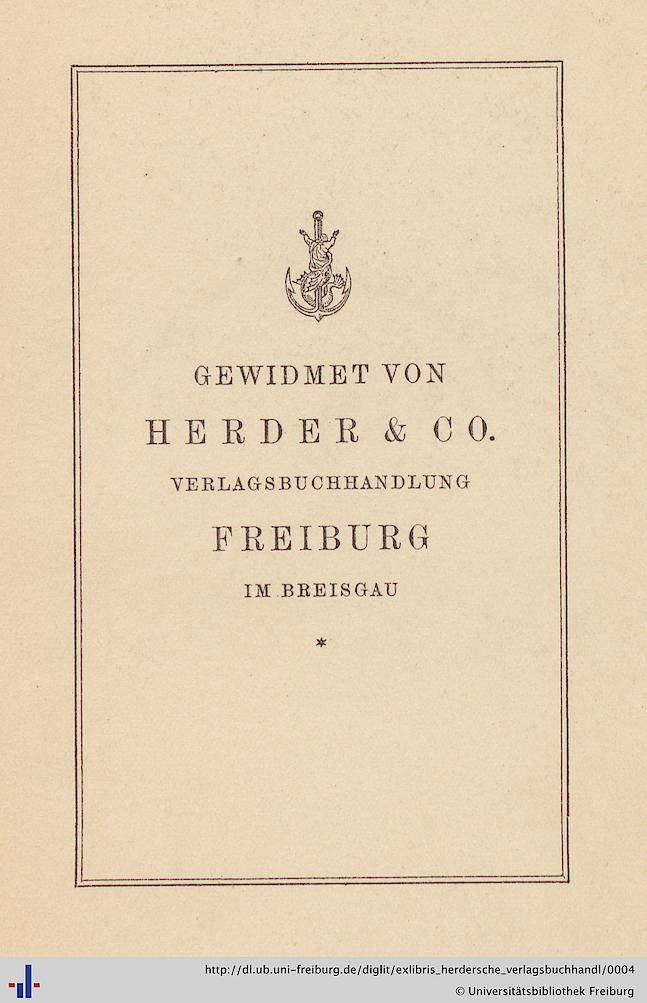 GEWIDMET VON
HERDER & CO.
VERLAGSBUCHHANDLUNG
FREIBURG
IM BREISGAU
*
http://dl.ub.uni-freiburg.de/diglit/exlibris_herdersche_verlagsbuchhandl/0004
© Universitätsbibliothek Freiburg